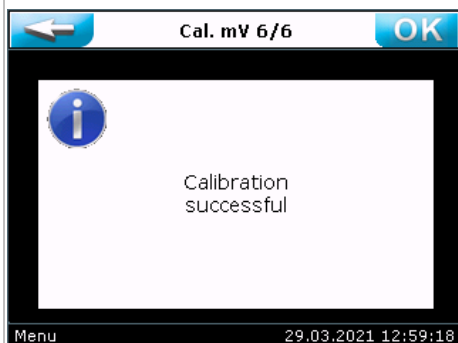 Cal. mV 6/6
OK
i
Calibration
successful
Menu
29.03.2021 12:59:18